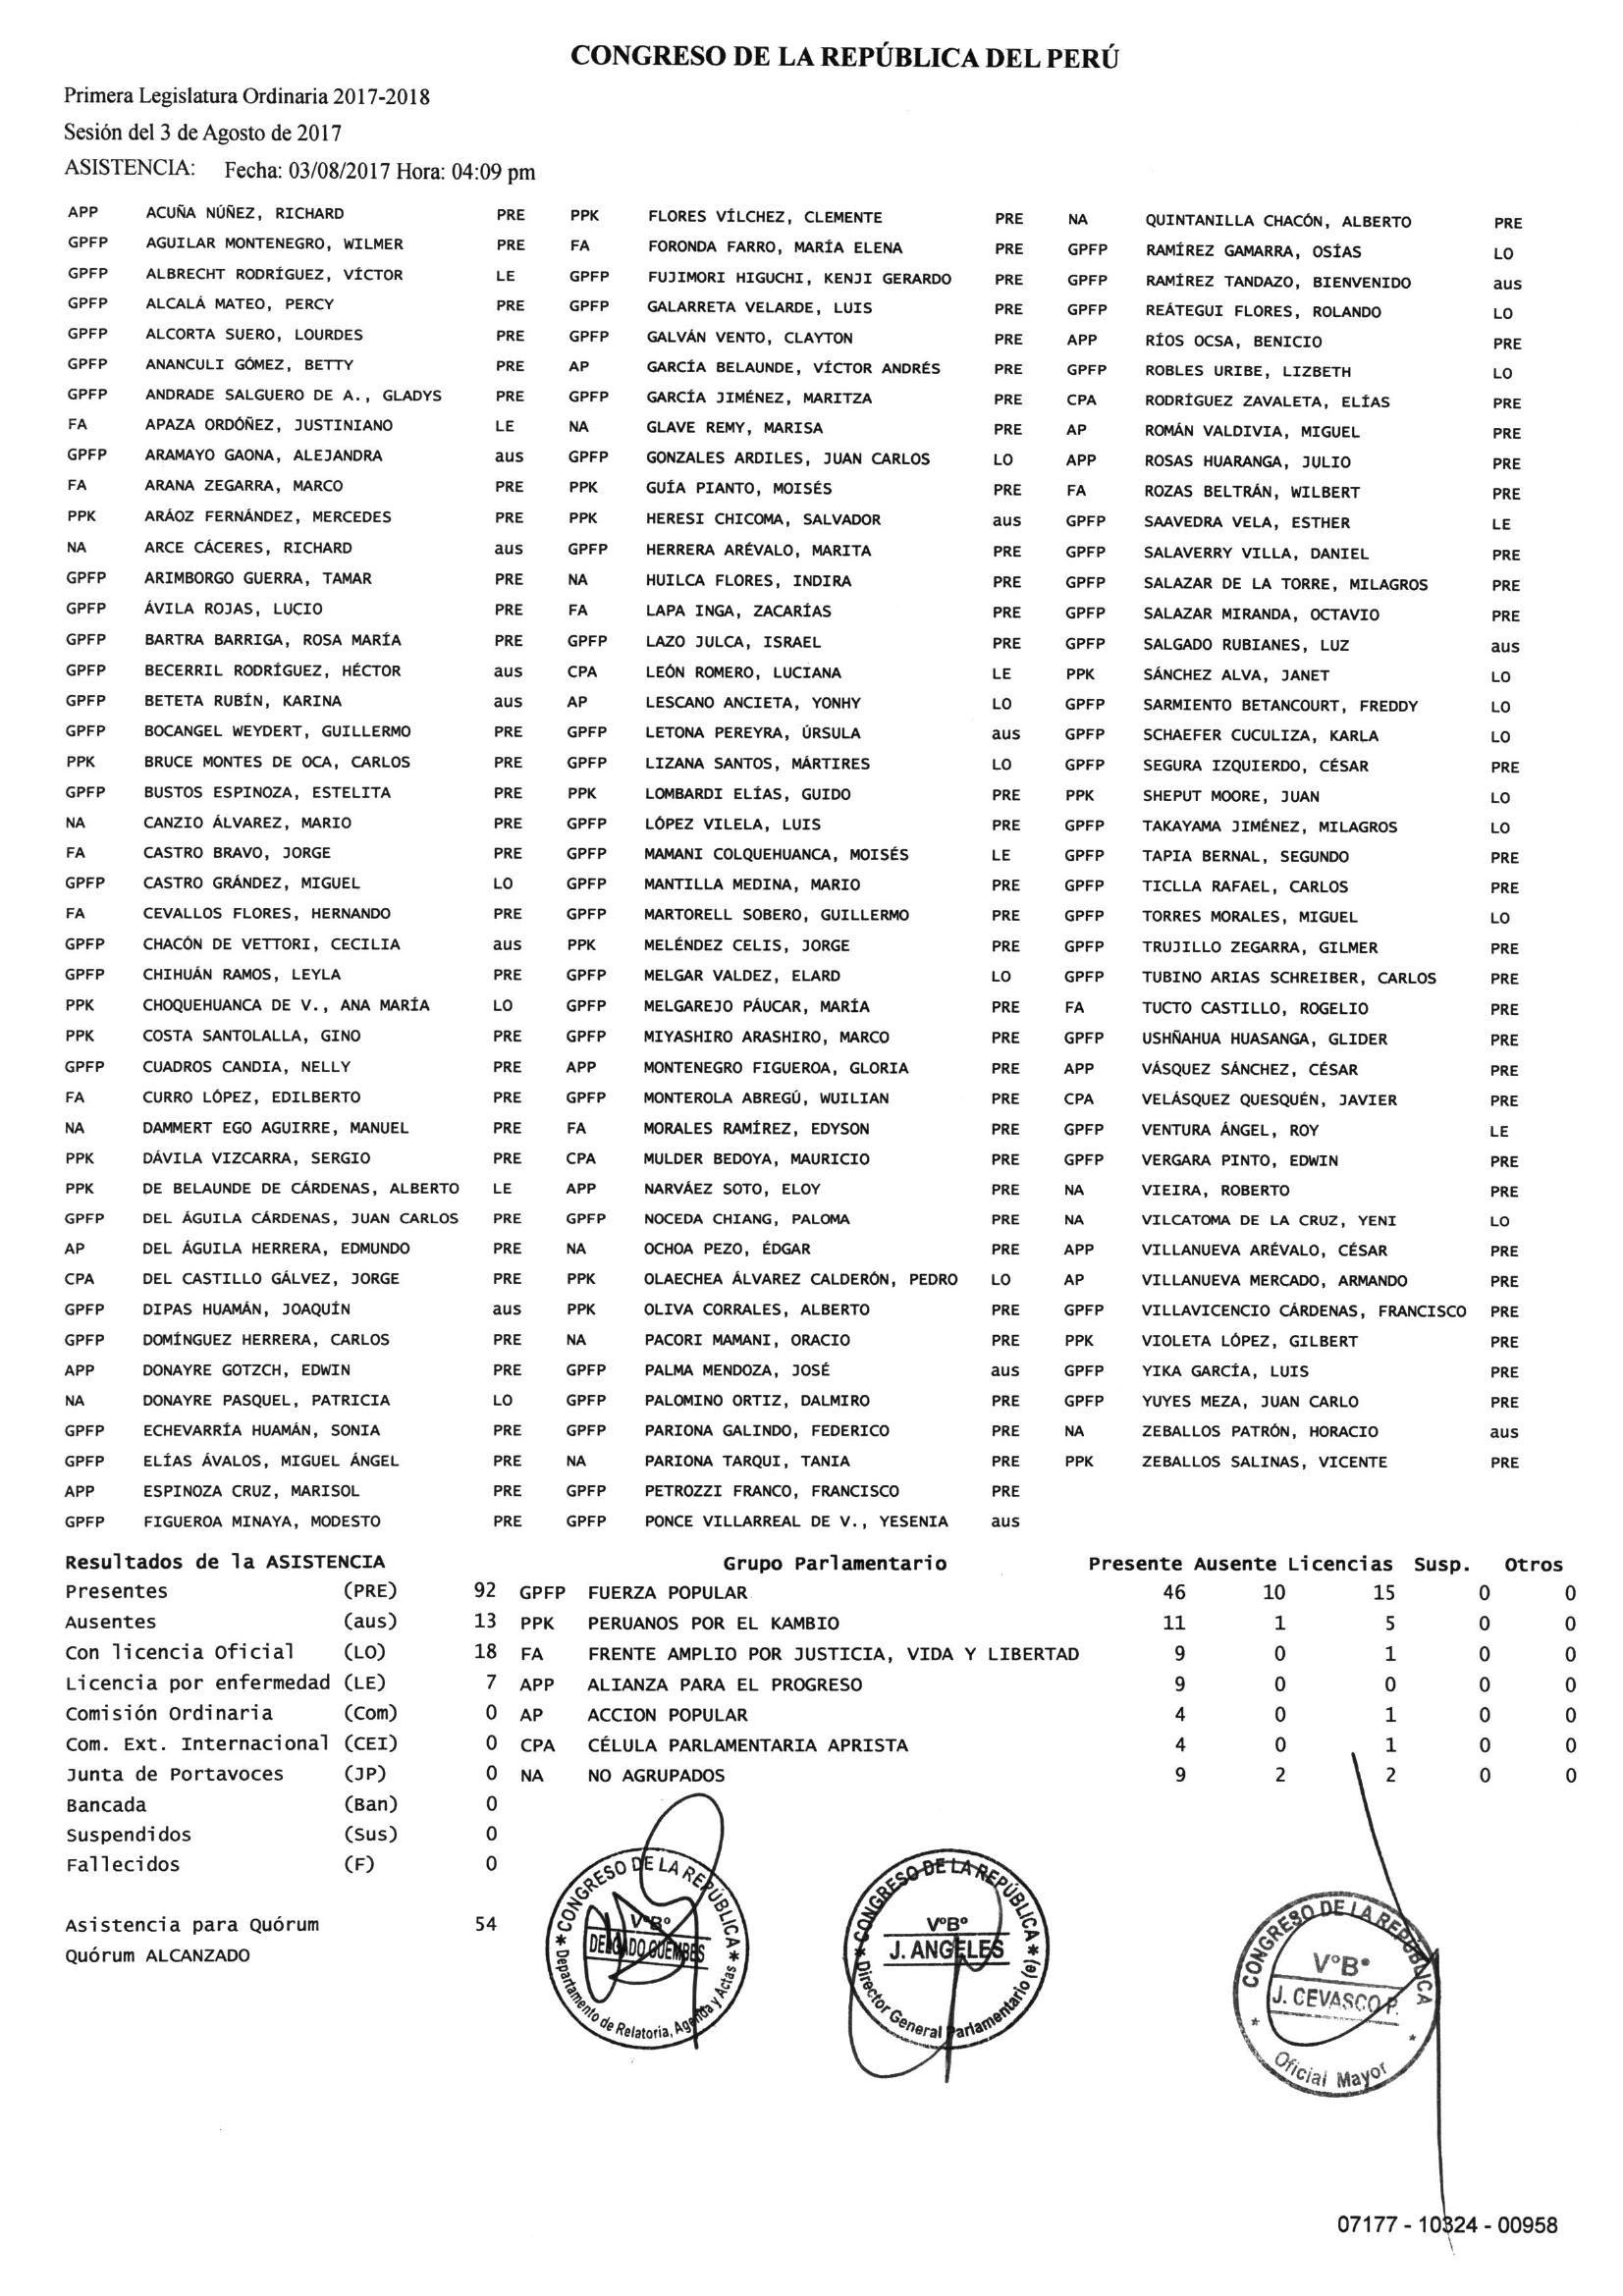 CONGRESO DE LA REPÚBLICA DEL PERÚ
Primera Legislatura Ordinaria 2017-2018
Sesión del 3 de Agosto de 2017
ASISTENCIA: Fecha: 03/08/2017 Hora: 04:09 pm
APP ACUÑA NÚÑEZ, RICHARD PRE PPK FLORES VÍLCHEZ, CLEMENTE PRE NA QUINTANILLA CHACÓN, ALBERTO PRE
GPFP AGUILAR MONTENEGRO, WILMER PRE FA FORONDA FARRO, MARÍA ELENA PRE GPFP RAMÍREZ GAMARRA, OSÍAS LO
GPFP ALBRECHT RODRÍGUEZ, VÍCTOR LE GPFP FUJIMORI HIGUCHI, KENJI GERARDO PRE GPFP RAMÍREZ TANDAZO, BIENVENIDO aus
GPFP ALCALÁ MATEO, PERCY PRE GPFP GALARRETA VELARDE, LUIS PRE GPFP REÁTEGUI FLORES, ROLANDO LO
GPFP ALCORTA SUERO, LOURDES PRE GPFP GALVÁN VENTO, CLAYTON PRE APP RÍOS OCSA, BENICIO PRE
GPFP ANANCULI GÓMEZ, BETTY PRE AP GARCÍA BELAUNDE, VÍCTOR ANDRÉS PRE GPFP ROBLES URIBE, LIZBETH LO
GPFP ANDRADE SALGUERO DE A., GLADYS PRE GPFP GARCÍA JIMÉNEZ, MARITZA PRE CPA RODRÍGUEZ ZAVALETA, ELÍAS PRE
FA APAZA ORDÓÑEZ, JUSTINIANO LE NA GLAVE REMY, MARISA PRE AP ROMÁN VALDIVIA, MIGUEL PRE
GPFP ARAMAYO GAONA, ALEJANDRA aus GPFP GONZALES ARDILES, JUAN CARLOS LO APP ROSAS HUARANGA, JULIO PRE
FA ARANA ZEGARRA, MARCO PRE PPK GUÍA PIANTO, MOISÉS PRE FA ROZAS BELTRÁN, WILBERT PRE
PPK ARÁOZ FERNÁNDEZ, MERCEDES PRE PPK HERESI CHICOMA, SALVADOR aus GPFP SAAVEDRA VELA, ESTHER LE
NA ARCE CÁCERES, RICHARD aus GPFP HERRERA ARÉVALO, MARITA PRE GPFP SALAVERRY VILLA, DANIEL PRE
GPFP ARIMBORGO GUERRA, TAMAR PRE NA HUILCA FLORES, INDIRA PRE GPFP SALAZAR DE LA TORRE, MILAGROS PRE
GPFP ÁVILA ROJAS, LUCIO PRE FA LAPA INGA, ZACARÍAS PRE GPFP SALAZAR MIRANDA, OCTAVIO PRE
GPFP BARTRA BARRIGA, ROSA MARÍA PRE GPFP LAZO JULCA, ISRAEL PRE GPFP SALGADO RUBIANES, LUZ aus
GPFP BECERRIL RODRÍGUEZ, HÉCTOR aus CPA LEÓN ROMERO, LUCIANA LE PPK SÁNCHEZ ALVA, JANET LO
GPFP BETETA RUBÍN, KARINA aus AP LESCANO ANCIETA, YONHY LO GPFP SARMIENTO BETANCOURT, FREDDY LO
GPFP BOCANGEL WEYDERT, GUILLERMO PRE GPFP LETONA PEREYRA, ÚRSULA aus GPFP SCHAEFER CUCULIZA, KARLA LO
PPK BRUCE MONTES DE OCA, CARLOS PRE GPFP LIZANA SANTOS, MÁRTIRES LO GPFP SEGURA IZQUIERDO, CÉSAR PRE
GPFP BUSTOS ESPINOZA, ESTELITA PRE PPK LOMBARDI ELÍAS, GUIDO PRE PPK SHEPUT MOORE, JUAN LO
NA CANZIO ÁLVAREZ, MARIO PRE GPFP LÓPEZ VILELA, LUIS PRE GPFP TAKAYAMA JIMÉNEZ, MILAGROS LO
FA CASTRO BRAVO, JORGE PRE GPFP MAMANI COLQUEHUANCA, MOISÉS LE GPFP TAPIA BERNAL, SEGUNDO PRE
GPFP CASTRO GRÁNDEZ, MIGUEL LO GPFP MANTILLA MEDINA, MARIO PRE GPFP TICLLA RAFAEL, CARLOS PRE
FA CEVALLOS FLORES, HERNANDO PRE GPFP MARTORELL SOBERO, GUILLERMO PRE GPFP TORRES MORALES, MIGUEL LO
GPFP CHACÓN DE VETTORI, CECILIA aus PPK MELÉNDEZ CELIS, JORGE PRE GPFP TRUJILLO ZEGARRA, GILMER PRE
GPFP CHIHUÁN RAMOS, LEYLA PRE GPFP MELGAR VALDEZ, ELARD LO GPFP TUBINO ARIAS SCHREIBER, CARLOS PRE
PPK CHOQUEHUANCA DE V., ANA MARÍA LO GPFP MELGAREJO PÁUCAR, MARÍA PRE FA TUCTO CASTILLO, ROGELIO PRE
PPK COSTA SANTOLALLA, GINO PRE GPFP MIYASHIRO ARASHIRO, MARCO PRE GPFP USHÑAHUA HUASANGA, GLIDER PRE
GPFP CUADROS CANDIA, NELLY PRE APP MONTENEGRO FIGUEROA, GLORIA PRE APP VÁSQUEZ SÁNCHEZ, CÉSAR PRE
FA CURRO LÓPEZ, EDILBERTO PRE GPFP MONTEROLA ABREGÚ, WUILIAN PRE CPA VELÁSQUEZ QUESQUÉN, JAVIER PRE
NA DAMMERT EGO AGUIRRE, MANUEL PRE FA MORALES RAMÍREZ, EDYSON PRE GPFP VENTURA ÁNGEL, ROY LE
PPK DÁVILA VIZCARRA, SERGIO PRE CPA MULDER BEDOYA, MAURICIO PRE GPFP VERGARA PINTO, EDWIN PRE
PPK DE BELAUNDE DE CÁRDENAS, ALBERTO LE APP NARVÁEZ SOTO, ELOY PRE NA VIEIRA, ROBERTO PRE
GPFP DEL ÁGUILA CÁRDENAS, JUAN CARLOS PRE GPFP NOCEDA CHIANG, PALOMA PRE NA VILCATOMA DE LA CRUZ, YENI LO
AP DEL ÁGUILA HERRERA, EDMUNDO PRE NA OCHOA PEZO, ÉDGAR PRE APP VILLANUEVA ARÉVALO, CÉSAR PRE
CPA DEL CASTILLO GÁLVEZ, JORGE PRE PPK OLAECHEA ÁLVAREZ CALDERÓN, PEDRO LO AP VILLANUEVA MERCADO, ARMANDO PRE
GPFP DIPAS HUAMÁN, JOAQUÍN aus PPK OLIVA CORRALES, ALBERTO PRE GPFP VILLAVICENCIO CÁRDENAS, FRANCISCO PRE
GPFP DOMÍNGUEZ HERRERA, CARLOS PRE NA PACORI MAMANI, ORACIO PRE PPK VIOLETA LÓPEZ, GILBERT PRE
APP DONAYRE GOTZCH, EDWIN PRE GPFP PALMA MENDOZA, JOSÉ aus GPFP YIKA GARCÍA, LUIS PRE
NA DONAYRE PASQUEL, PATRICIA LO GPFP PALOMINO ORTIZ, DALMIRO PRE GPFP YUYES MEZA, JUAN CARLO PRE
GPFP ECHEVARRÍA HUAMÁN, SONIA PRE GPFP PARIONA GALINDO, FEDERICO PRE NA ZEBALLOS PATRÓN, HORACIO aus
GPFP ELÍAS ÁVALOS, MIGUEL ÁNGEL PRE NA PARIONA TARQUI, TANIA PRE PPK ZEBALLOS SALINAS, VICENTE PRE
APP ESPINOZA CRUZ, MARISOL PRE GPFP PETROZZI FRANCO, FRANCISCO PRE
GPFP FIGUEROA MINAYA, MODESTO PRE GPFP PONCE VILLARREAL DE V., YESENIA aus
Resultados de la ASISTENCIA Grupo Parlamentario Presente Ausente Licencias Susp. Otros
Presentes (PRE) 92 GPFP FUERZA POPULAR 46 10 15 0 0
Ausentes (aus) 13 PPK PERUANOS POR EL KAMBIO 11 1 5 0 0
Con licencia Oficial (LO) 18 FA FRENTE AMPLIO POR JUSTICIA, VIDA Y LIBERTAD 9 0 1 0 0
Licencia por enfermedad (LE) 7 APP ALIANZA PARA EL PROGRESO 9 0 0 0 0
Comisión Ordinaria (Com) 0 AP ACCION POPULAR 4 0 1 0 0
Com. Ext. Internacional (CEI) 0 CPA CÉLULA PARLAMENTARIA APRISTA 4 0 1 0 0
Junta de Portavoces (JP) 0 NA NO AGRUPADOS 9 2 2 0 0
Bancada (Ban) 0
Suspendidos (Sus) 0
Fallecidos (F) 0
Asistencia para Quórum 54
Quórum ALCANZADO
CONGRESO DE LA REPÚBLICA
V°B°
DELGADO GUEMBES
Departamento de Relatoria, Agenda y Actas
CONGRESO DE LA REPÚBLICA
V°B°
J. ANGELES
Director General Parlamentario (e)
CONGRESO DE LA REPÚBLICA
V°B°
J. CEVASCO P.
Oficial Mayor
07177 - 10324 - 00958